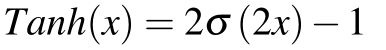 Tanh(x) = 2σ (2x) − 1